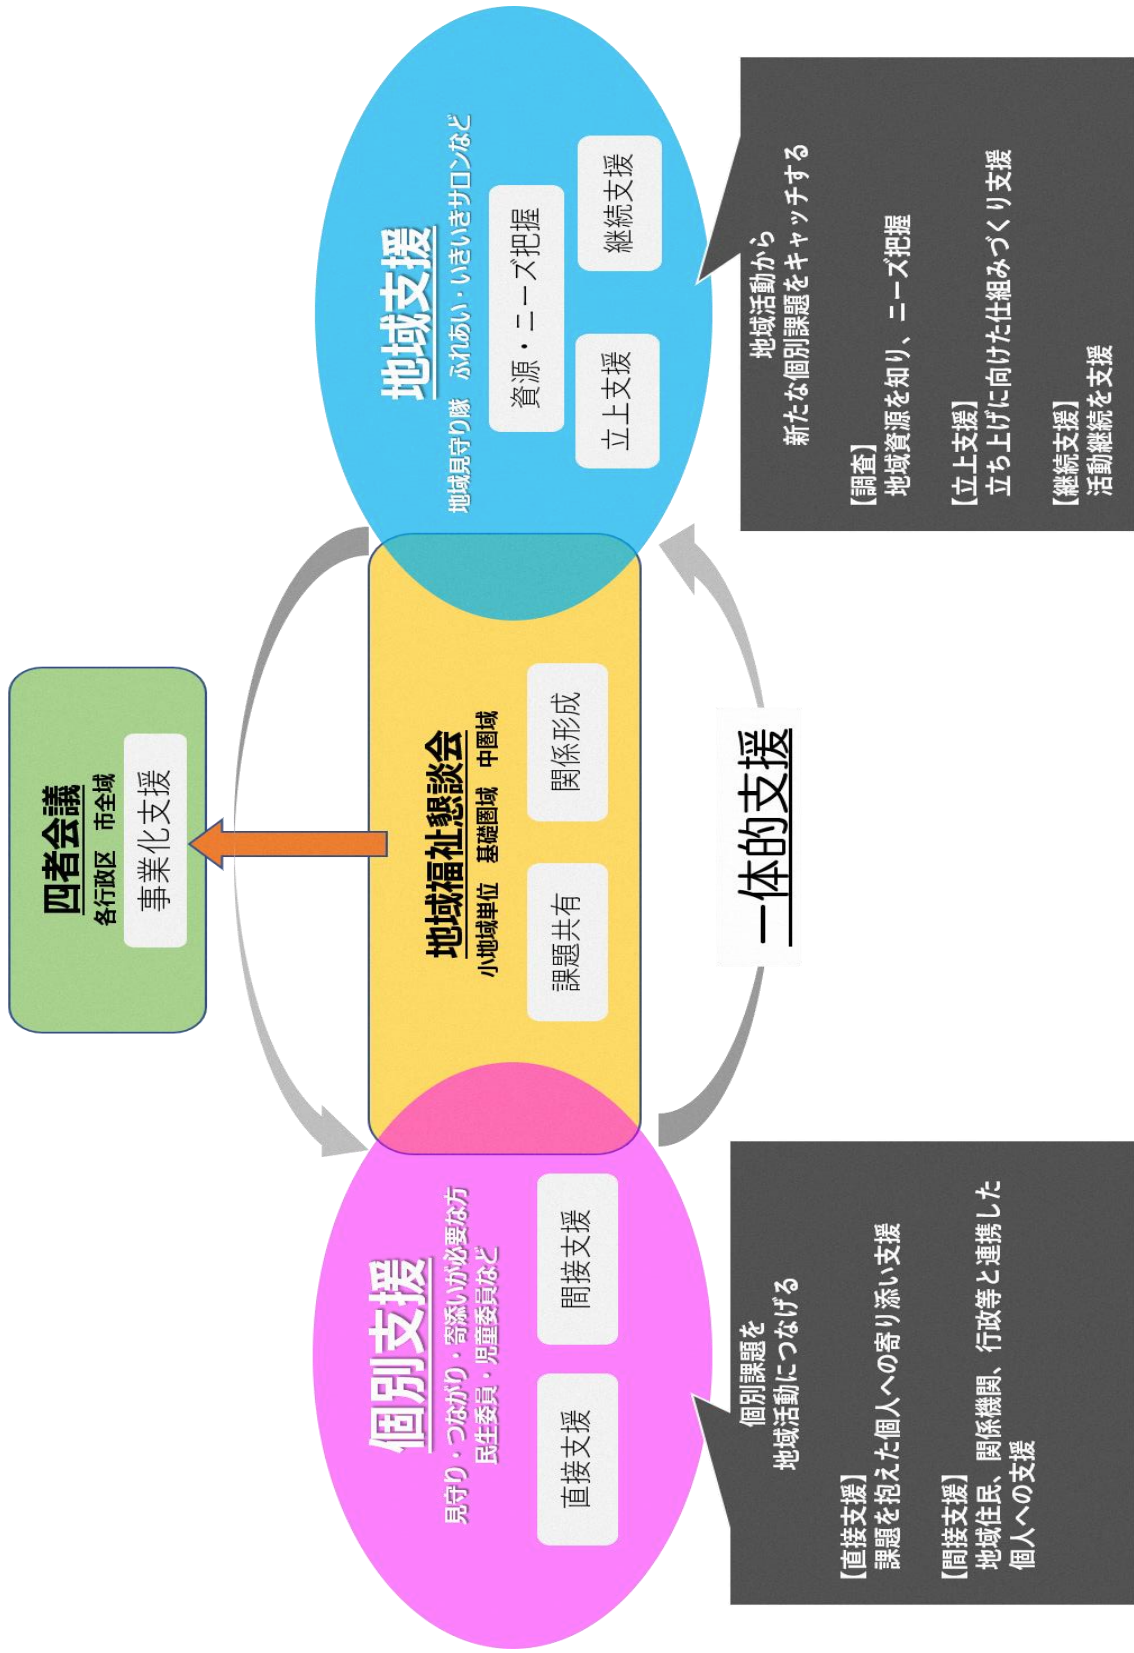 四者会議
各行政区　市全域
事業化支援
個別支援
見守り・つながり・寄添いが必要な方
民生委員・児童委員など
直接支援
間接支援
地域福祉懇談会
小地域単位　基礎圏域　中圏域
課題共有
関係形成
地域支援
地域見守り隊　ふれあい・いきいきサロンなど
資源・ニーズ把握
立上支援
継続支援
一体的支援
個別課題を
地域活動につなげる
【直接支援】
課題を抱えた個人への寄り添い支援
【間接支援】
地域住民、関係機関、行政等と連携した
個人への支援
地域活動から
新たな個別課題をキャッチする
【調査】
地域資源を知り、ニーズ把握
【立上支援】
立ち上げに向けた仕組みづくり支援
【継続支援】
活動継続を支援